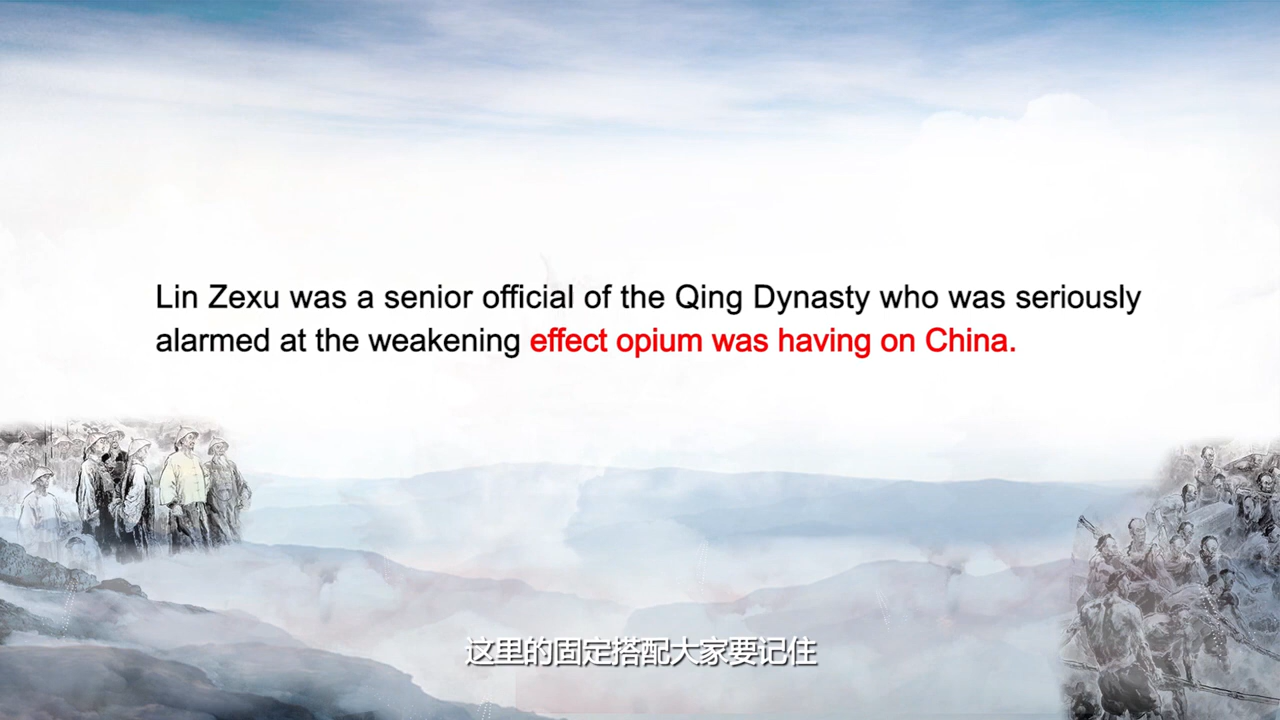 Lin Zexu was a senior official of the Qing Dynasty who was seriously
alarmed at the weakening effect opium was having on China.
这里的固定搭配大家要记住